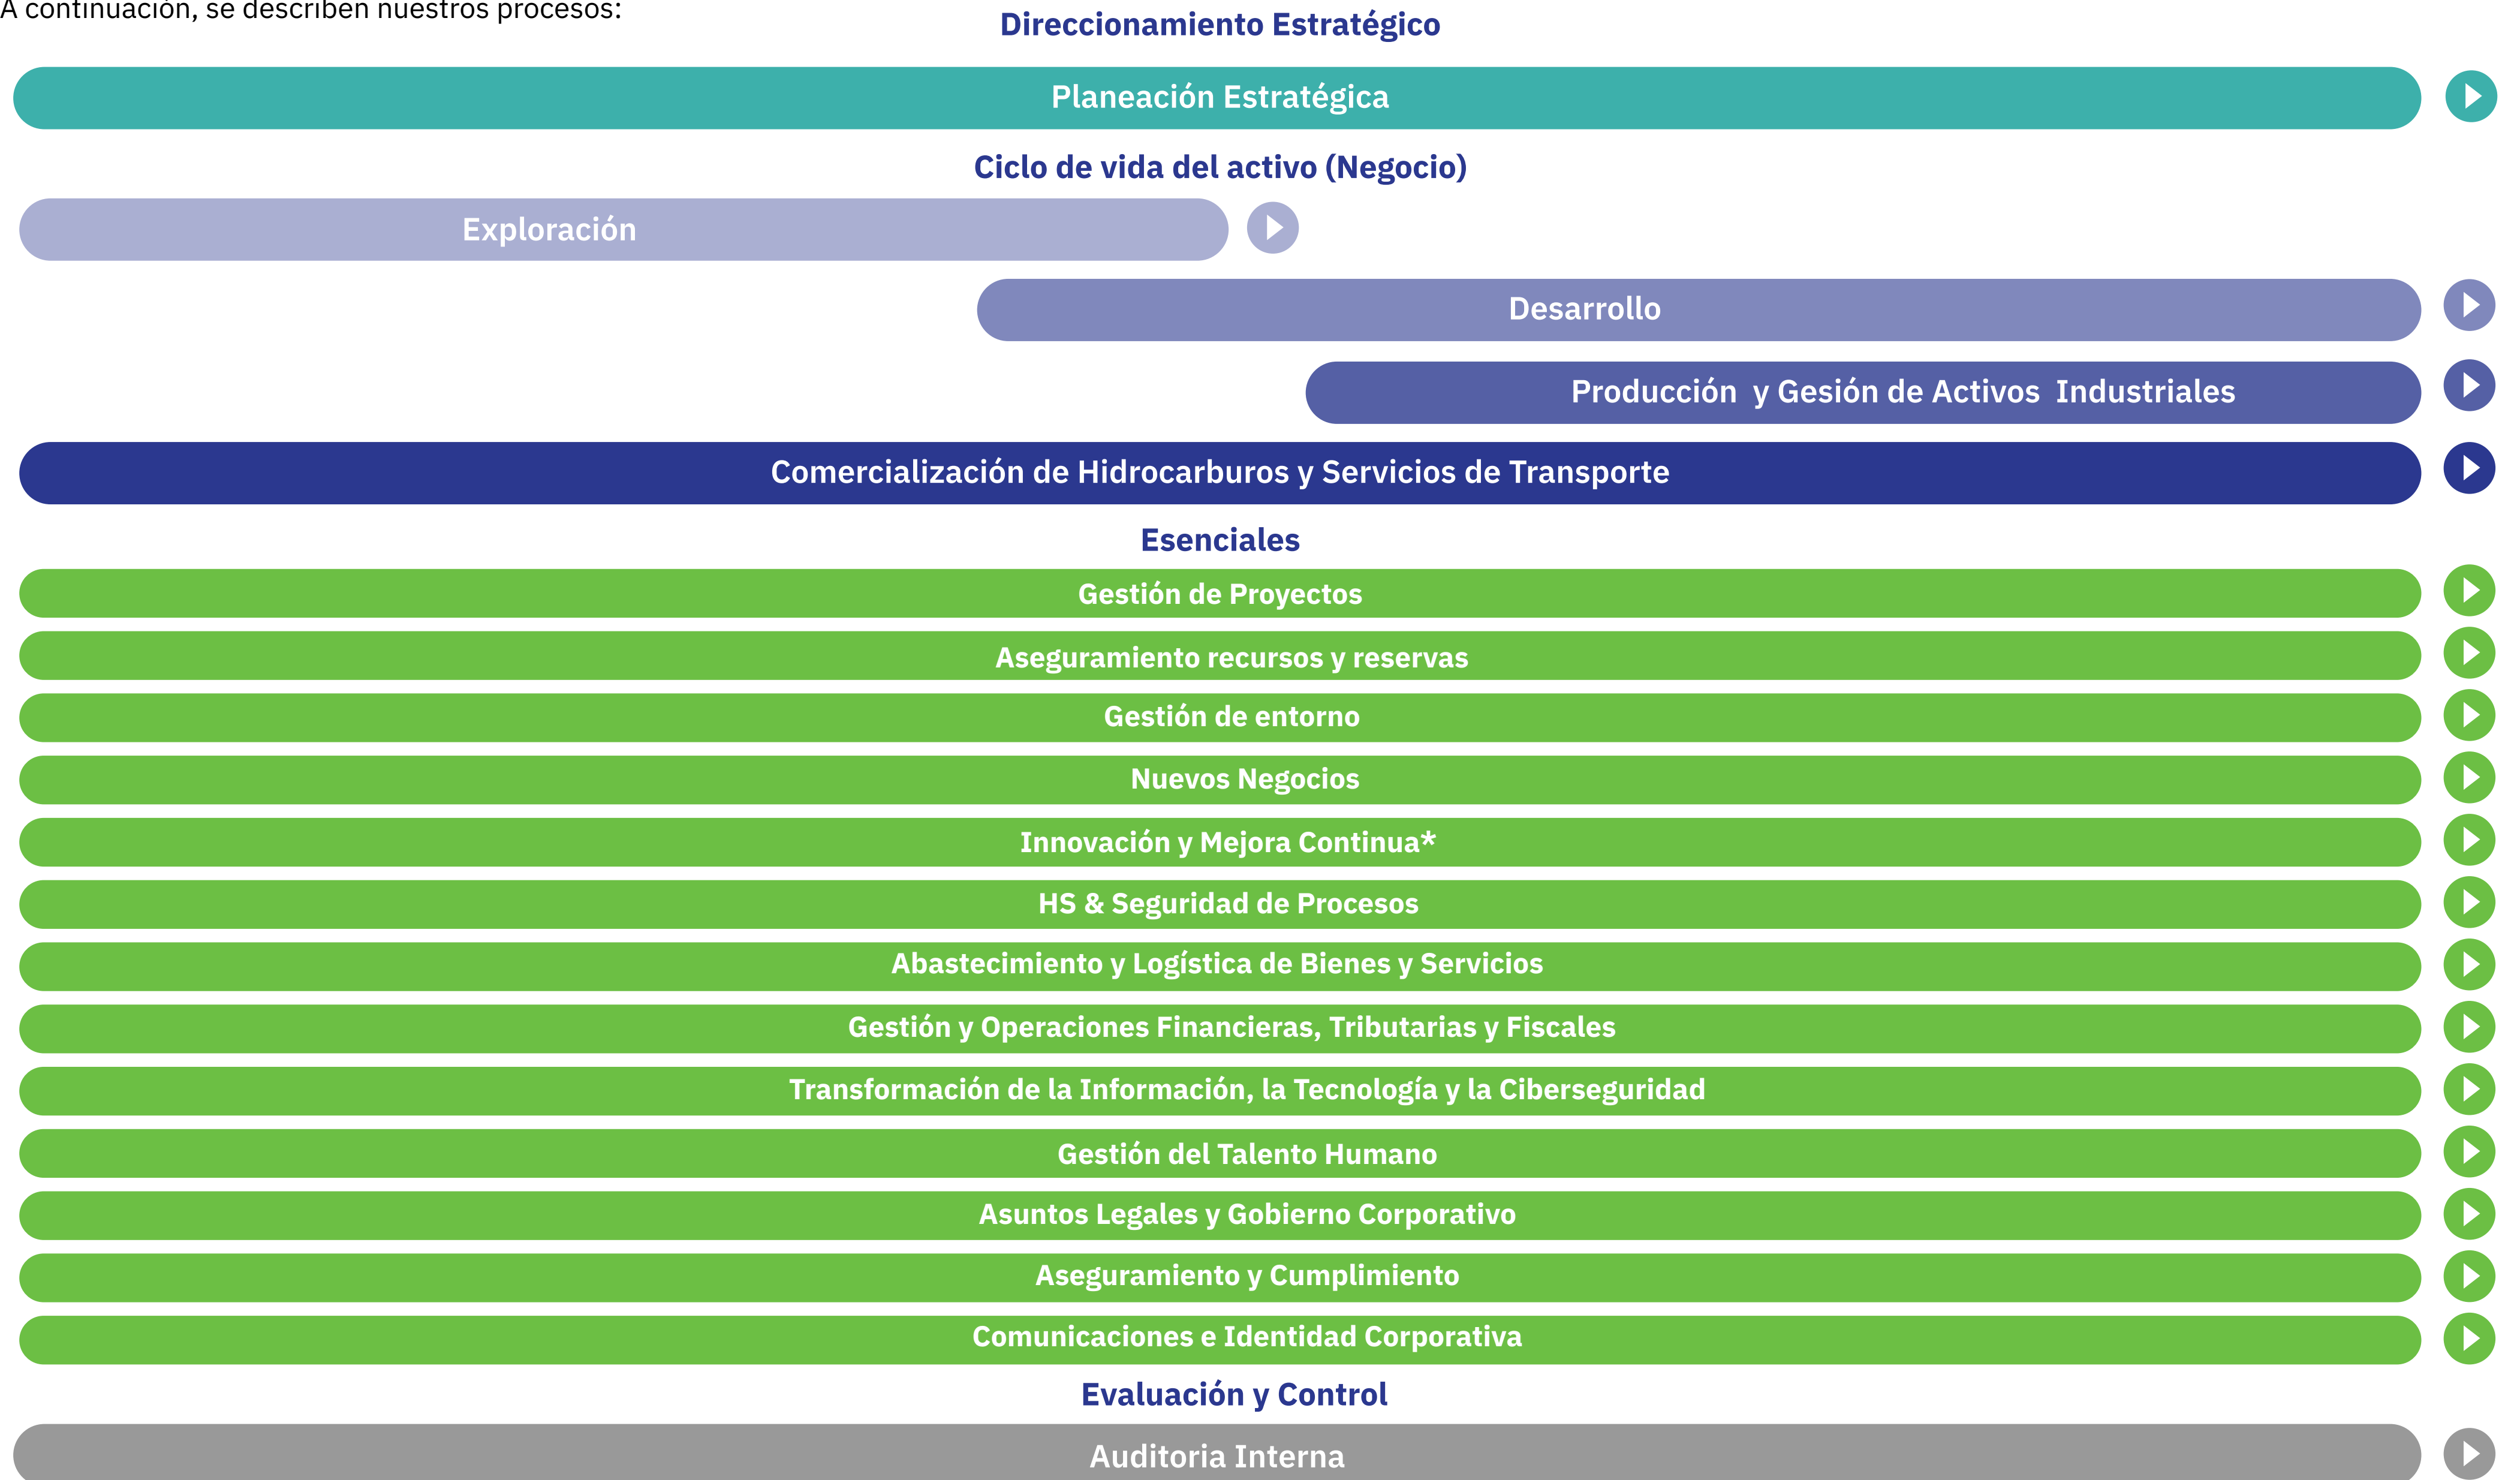 A continuación, se describen nuestros procesos:
Direccionamiento Estratégico
Planeación Estratégica
Ciclo de vida del activo (Negocio)
Exploración
Desarrollo
Producción y Gesión de Activos Industriales
Comercialización de Hidrocarburos y Servicios de Transporte
Esenciales
Gestión de Proyectos
Aseguramiento recursos y reservas
Gestión de entorno
Nuevos Negocios
Innovación y Mejora Continua*
HS & Seguridad de Procesos
Abastecimiento y Logística de Bienes y Servicios
Gestión y Operaciones Financieras, Tributarias y Fiscales
Transformación de la Información, la Tecnología y la Ciberseguridad
Gestión del Talento Humano
Asuntos Legales y Gobierno Corporativo
Aseguramiento y Cumplimiento
Comunicaciones e Identidad Corporativa
Evaluación y Control
Auditoria Interna